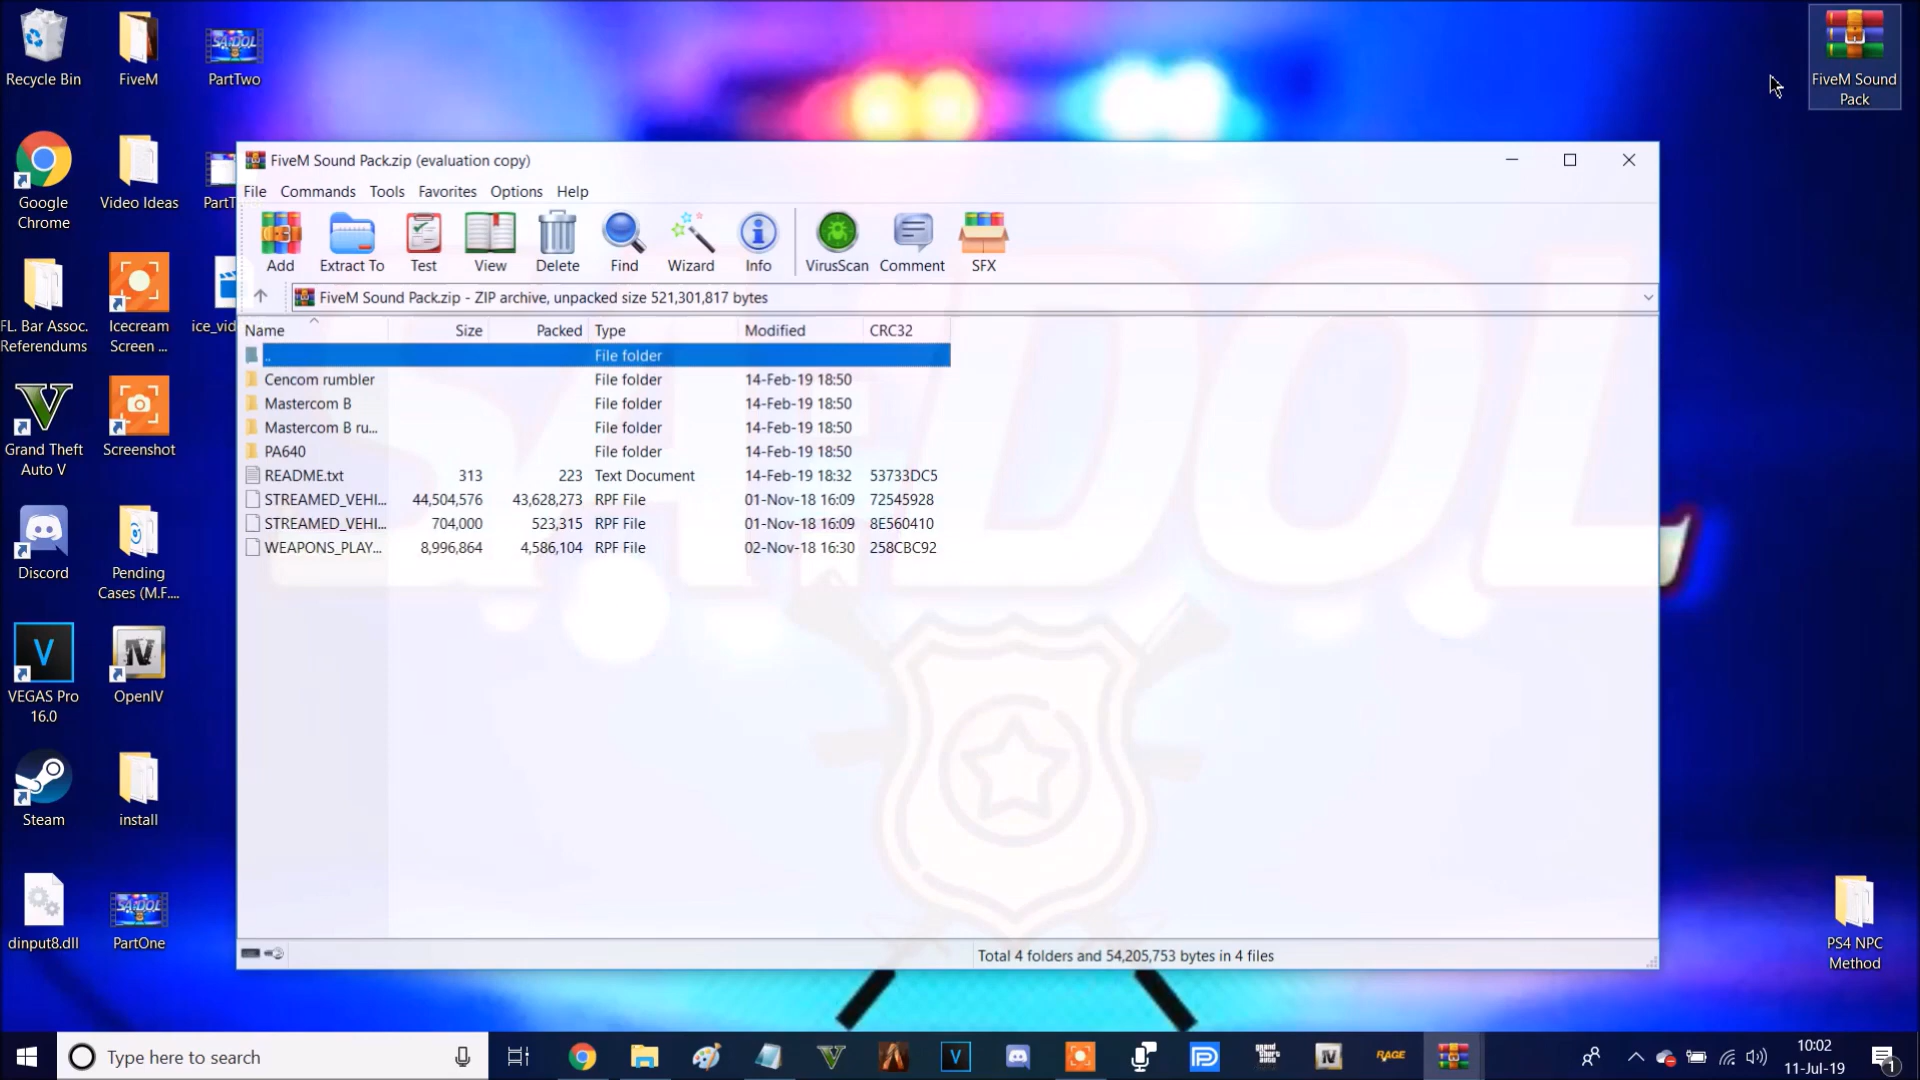 Recycle Bin
FiveM
PartTwo
FiveM Sound
Pack
Google
Chrome
Video Ideas
PartT
FL. Bar Assoc.
Referendums
Icecream
Screen ...
ice_vid
Grand Theft
Auto V
Screenshot
Discord
Pending
Cases (M.F....
VEGAS Pro
16.0
OpenIV
Steam
install
dinput8.dll
PartOne
PS4 NPC
Method
FiveM Sound Pack.zip (evaluation copy)
File Commands Tools Favorites Options Help
Add Extract To Test View Delete Find Wizard Info VirusScan Comment SFX
FiveM Sound Pack.zip - ZIP archive, unpacked size 521,301,817 bytes
Name Size Packed Type Modified CRC32
.. File folder
Cencom rumbler File folder 14-Feb-19 18:50
Mastercom B File folder 14-Feb-19 18:50
Mastercom B ru... File folder 14-Feb-19 18:50
PA640 File folder 14-Feb-19 18:50
README.txt 313 223 Text Document 14-Feb-19 18:32 53733DC5
STREAMED_VEHI... 44,504,576 43,628,273 RPF File 01-Nov-18 16:09 72545928
STREAMED_VEHI... 704,000 523,315 RPF File 01-Nov-18 16:09 8E560410
WEAPONS_PLAY... 8,996,864 4,586,104 RPF File 02-Nov-18 16:30 258CBC92
Total 4 folders and 54,205,753 bytes in 4 files
Type here to search
RAGE
10:02
11-Jul-19
1